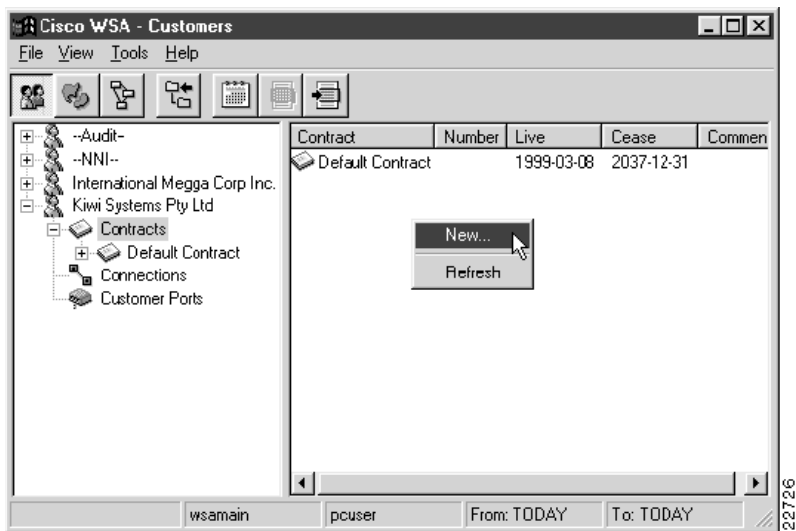 Cisco WSA - Customers
File View Tools Help
--Audit-
--NNI--
International Megga Corp Inc.
Kiwi Systems Pty Ltd
Contracts
Default Contract
Connections
Customer Ports
Contract Number Live Cease Commen
Default Contract 1999-03-08 2037-12-31
New...
Refresh
wsamain pcuser From: TODAY To: TODAY
22726